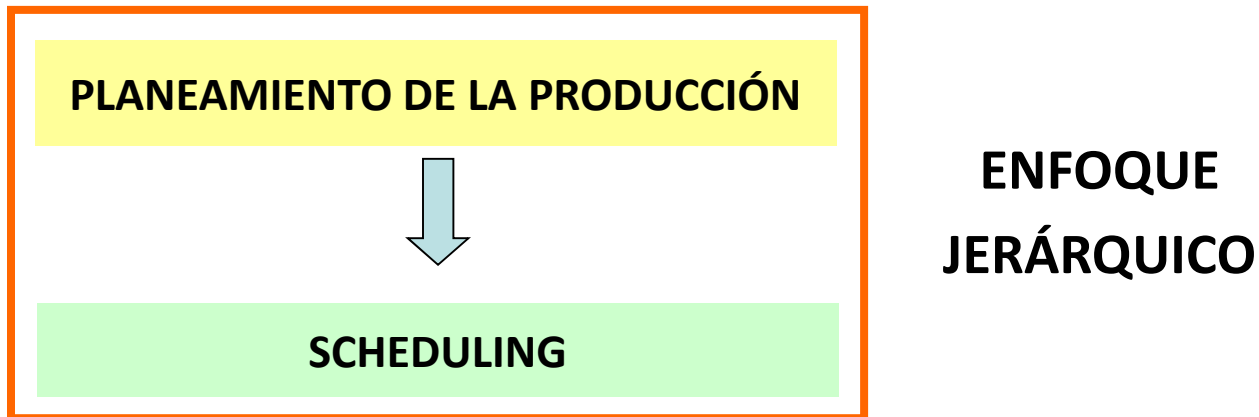 PLANEAMIENTO DE LA PRODUCCIÓN
ENFOQUE
JERÁRQUICO
SCHEDULING